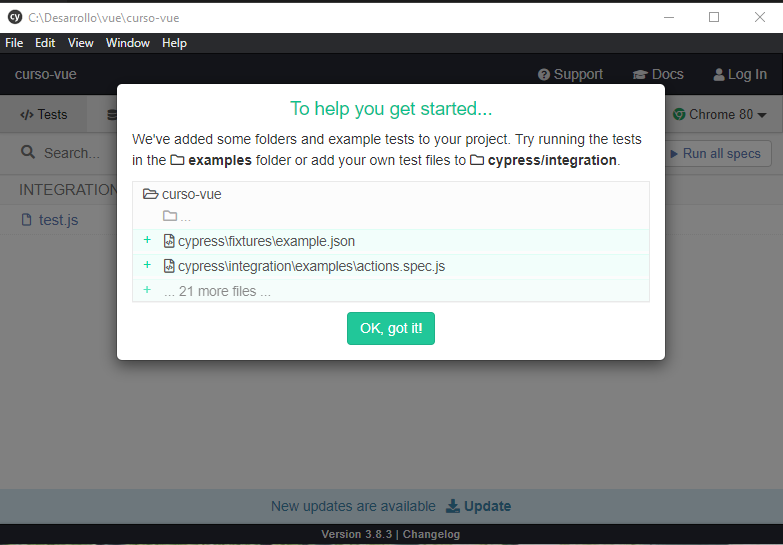 cy C:\Desarrollo\vue\curso-vue
File Edit View Window Help
curso-vue Support Docs Log In
</> Tests Chrome 80
To help you get started...
We've added some folders and example tests to your project. Try running the tests
in the examples folder or add your own test files to cypress/integration.
Search... Run all specs
INTEGRATION
test.js
curso-vue
...
+ cypress\fixtures\example.json
+ cypress\integration\examples\actions.spec.js
+ ... 21 more files ...
OK, got it!
New updates are available Update
Version 3.8.3 | Changelog